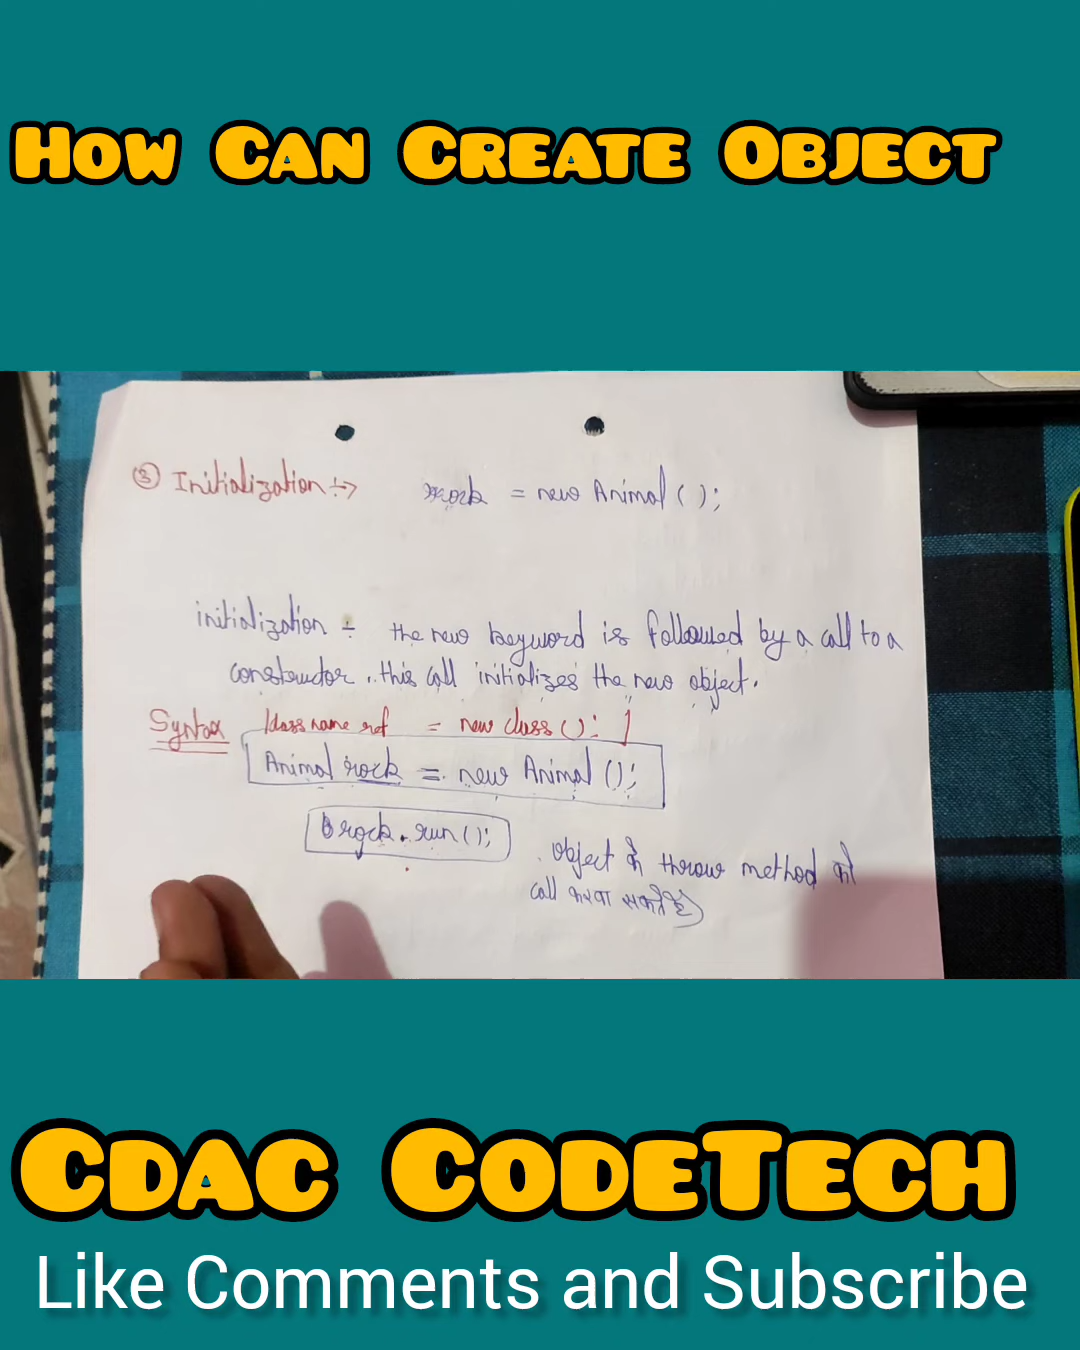 How Can Create Object
③ Initialization :→ rock = new Animal ( );
initialization ÷ the new keyword is followed by a call to a
constructor . this call initializes the new object.
Syntax class name ref = new class ( ); ]
Animal rock = new Animal ( );
rock . run ( );
object के throw method को
call करवा सकते है
Cdac CodeTech
Like Comments and Subscribe